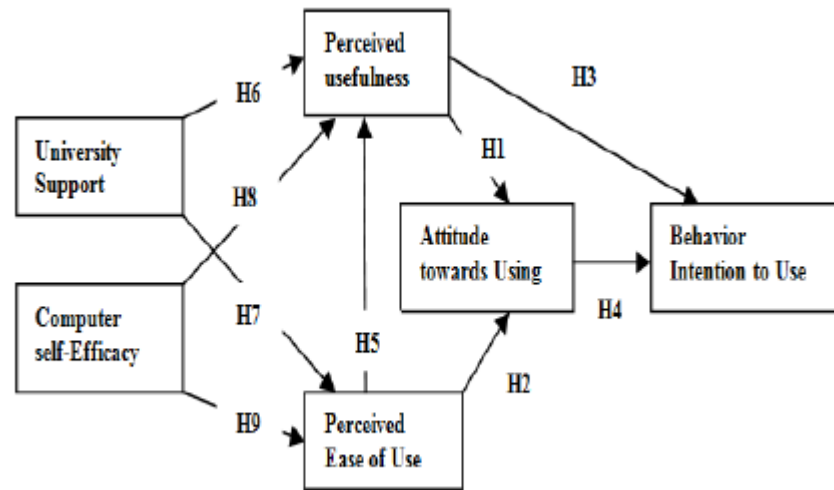 Perceived
usefulness
H3
H6
H1
University
Support
H8
Attitude
towards Using
Behavior
Intention to Use
H7
H4
Computer
self-Efficacy
H5
H2
H9
Perceived
Ease of Use